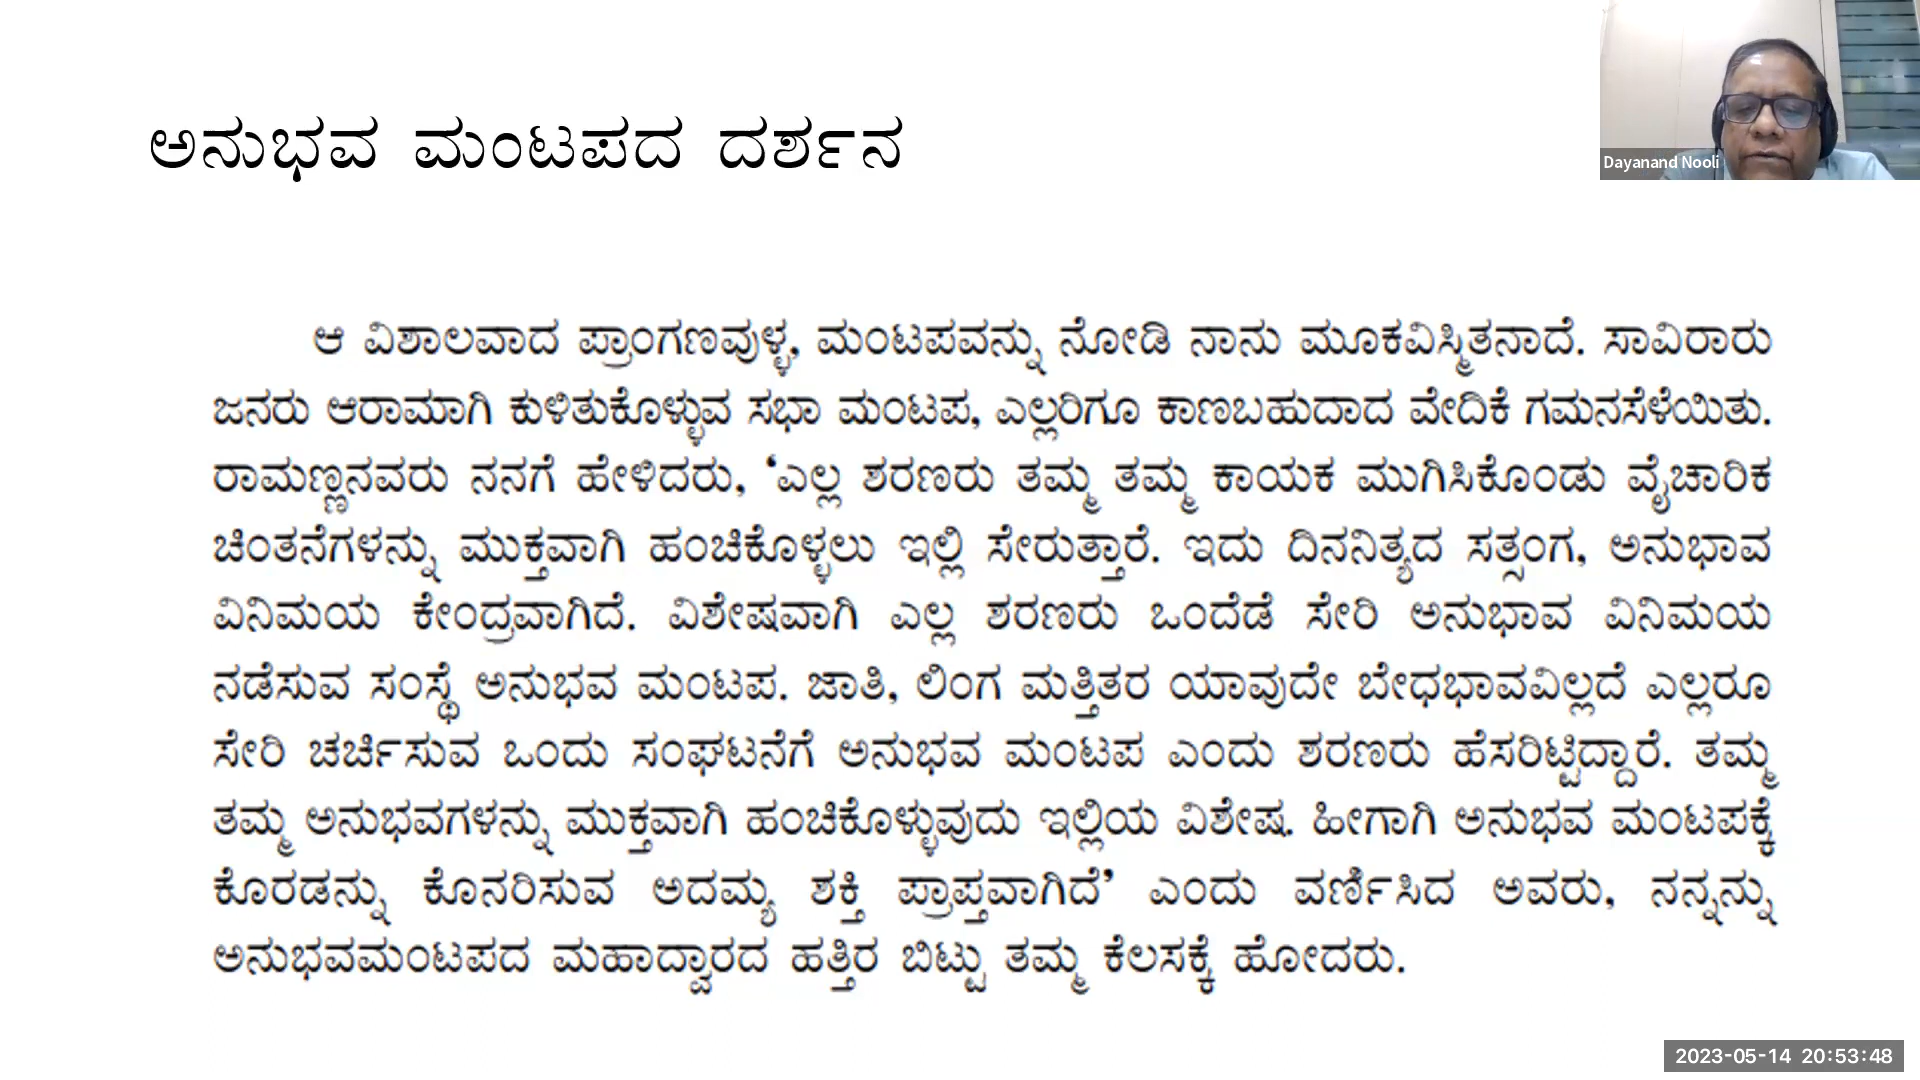 ಅನುಭವ ಮಂಟಪದ ದರ್ಶನ
Dayanand Nooli
ಆ ವಿಶಾಲವಾದ ಪ್ರಾಂಗಣವುಳ್ಳ, ಮಂಟಪವನ್ನು ನೋಡಿ ನಾನು ಮೂಕವಿಸ್ಮಿತನಾದೆ. ಸಾವಿರಾರು
ಜನರು ಆರಾಮಾಗಿ ಕುಳಿತುಕೊಳ್ಳುವ ಸಭಾ ಮಂಟಪ, ಎಲ್ಲರಿಗೂ ಕಾಣಬಹುದಾದ ವೇದಿಕೆ ಗಮನಸೆಳೆಯಿತು.
ರಾಮಣ್ಣನವರು ನನಗೆ ಹೇಳಿದರು, ‘ಎಲ್ಲ ಶರಣರು ತಮ್ಮ ತಮ್ಮ ಕಾಯಕ ಮುಗಿಸಿಕೊಂಡು ವೈಚಾರಿಕ
ಚಿಂತನೆಗಳನ್ನು ಮುಕ್ತವಾಗಿ ಹಂಚಿಕೊಳ್ಳಲು ಇಲ್ಲಿ ಸೇರುತ್ತಾರೆ. ಇದು ದಿನನಿತ್ಯದ ಸತ್ಸಂಗ, ಅನುಭಾವ
ವಿನಿಮಯ ಕೇಂದ್ರವಾಗಿದೆ. ವಿಶೇಷವಾಗಿ ಎಲ್ಲ ಶರಣರು ಒಂದೆಡೆ ಸೇರಿ ಅನುಭಾವ ವಿನಿಮಯ
ನಡೆಸುವ ಸಂಸ್ಥೆ ಅನುಭವ ಮಂಟಪ. ಜಾತಿ, ಲಿಂಗ ಮತ್ತಿತರ ಯಾವುದೇ ಬೇಧಭಾವವಿಲ್ಲದೆ ಎಲ್ಲರೂ
ಸೇರಿ ಚರ್ಚಿಸುವ ಒಂದು ಸಂಘಟನೆಗೆ ಅನುಭವ ಮಂಟಪ ಎಂದು ಶರಣರು ಹೆಸರಿಟ್ಟಿದ್ದಾರೆ. ತಮ್ಮ
ತಮ್ಮ ಅನುಭವಗಳನ್ನು ಮುಕ್ತವಾಗಿ ಹಂಚಿಕೊಳ್ಳುವುದು ಇಲ್ಲಿಯ ವಿಶೇಷ. ಹೀಗಾಗಿ ಅನುಭವ ಮಂಟಪಕ್ಕೆ
ಕೊರಡನ್ನು ಕೊನರಿಸುವ ಅದಮ್ಯ ಶಕ್ತಿ ಪ್ರಾಪ್ತವಾಗಿದೆ’ ಎಂದು ವರ್ಣಿಸಿದ ಅವರು, ನನ್ನನ್ನು
ಅನುಭವಮಂಟಪದ ಮಹಾದ್ವಾರದ ಹತ್ತಿರ ಬಿಟ್ಟು ತಮ್ಮ ಕೆಲಸಕ್ಕೆ ಹೋದರು.
2023-05-14 20:53:48